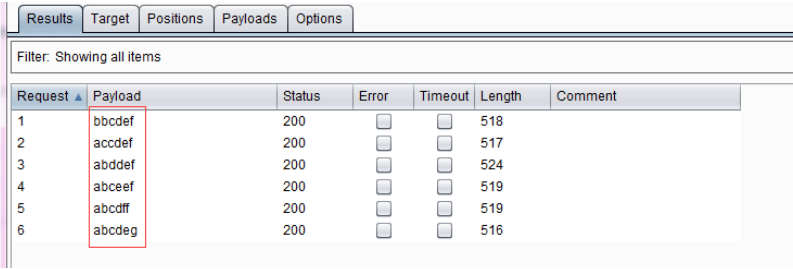 Results Target Positions Payloads Options
Filter: Showing all items
Request Payload Status Error Timeout Length Comment
1 bbcdef 200 518
2 accdef 200 517
3 abddef 200 524
4 abceef 200 519
5 abcdff 200 519
6 abcdeg 200 516